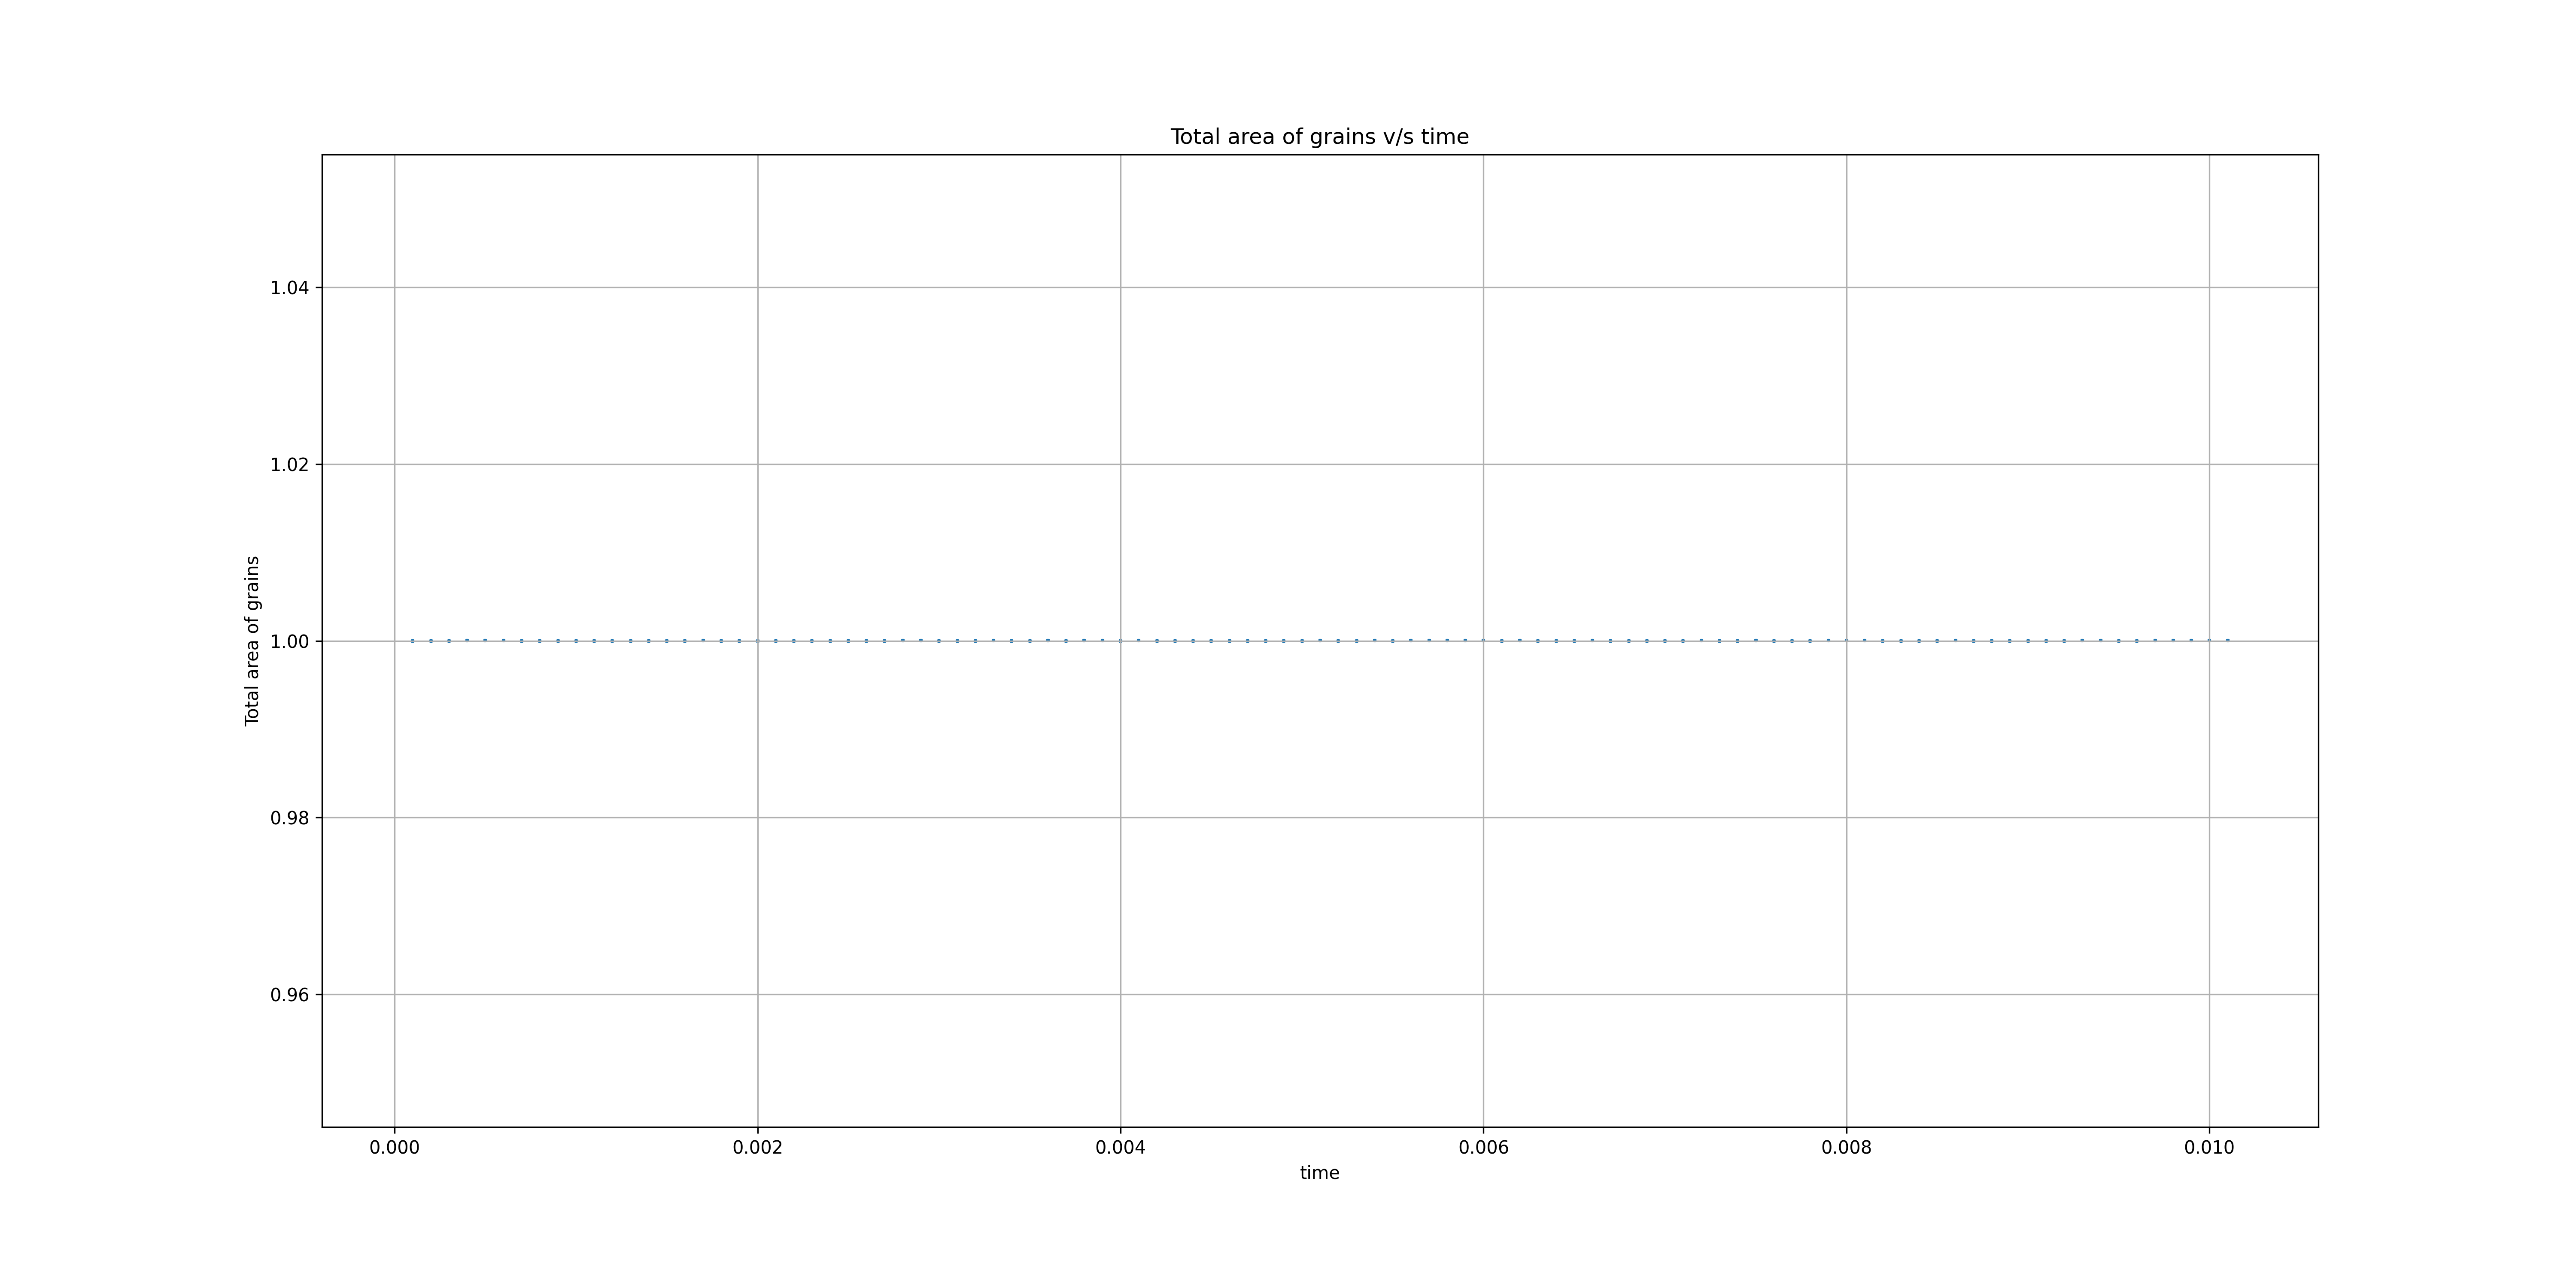 Total area of grains v/s time
Total area of grains
1.04
1.02
1.00
0.98
0.96
0.000 0.002 0.004 0.006 0.008 0.010
time